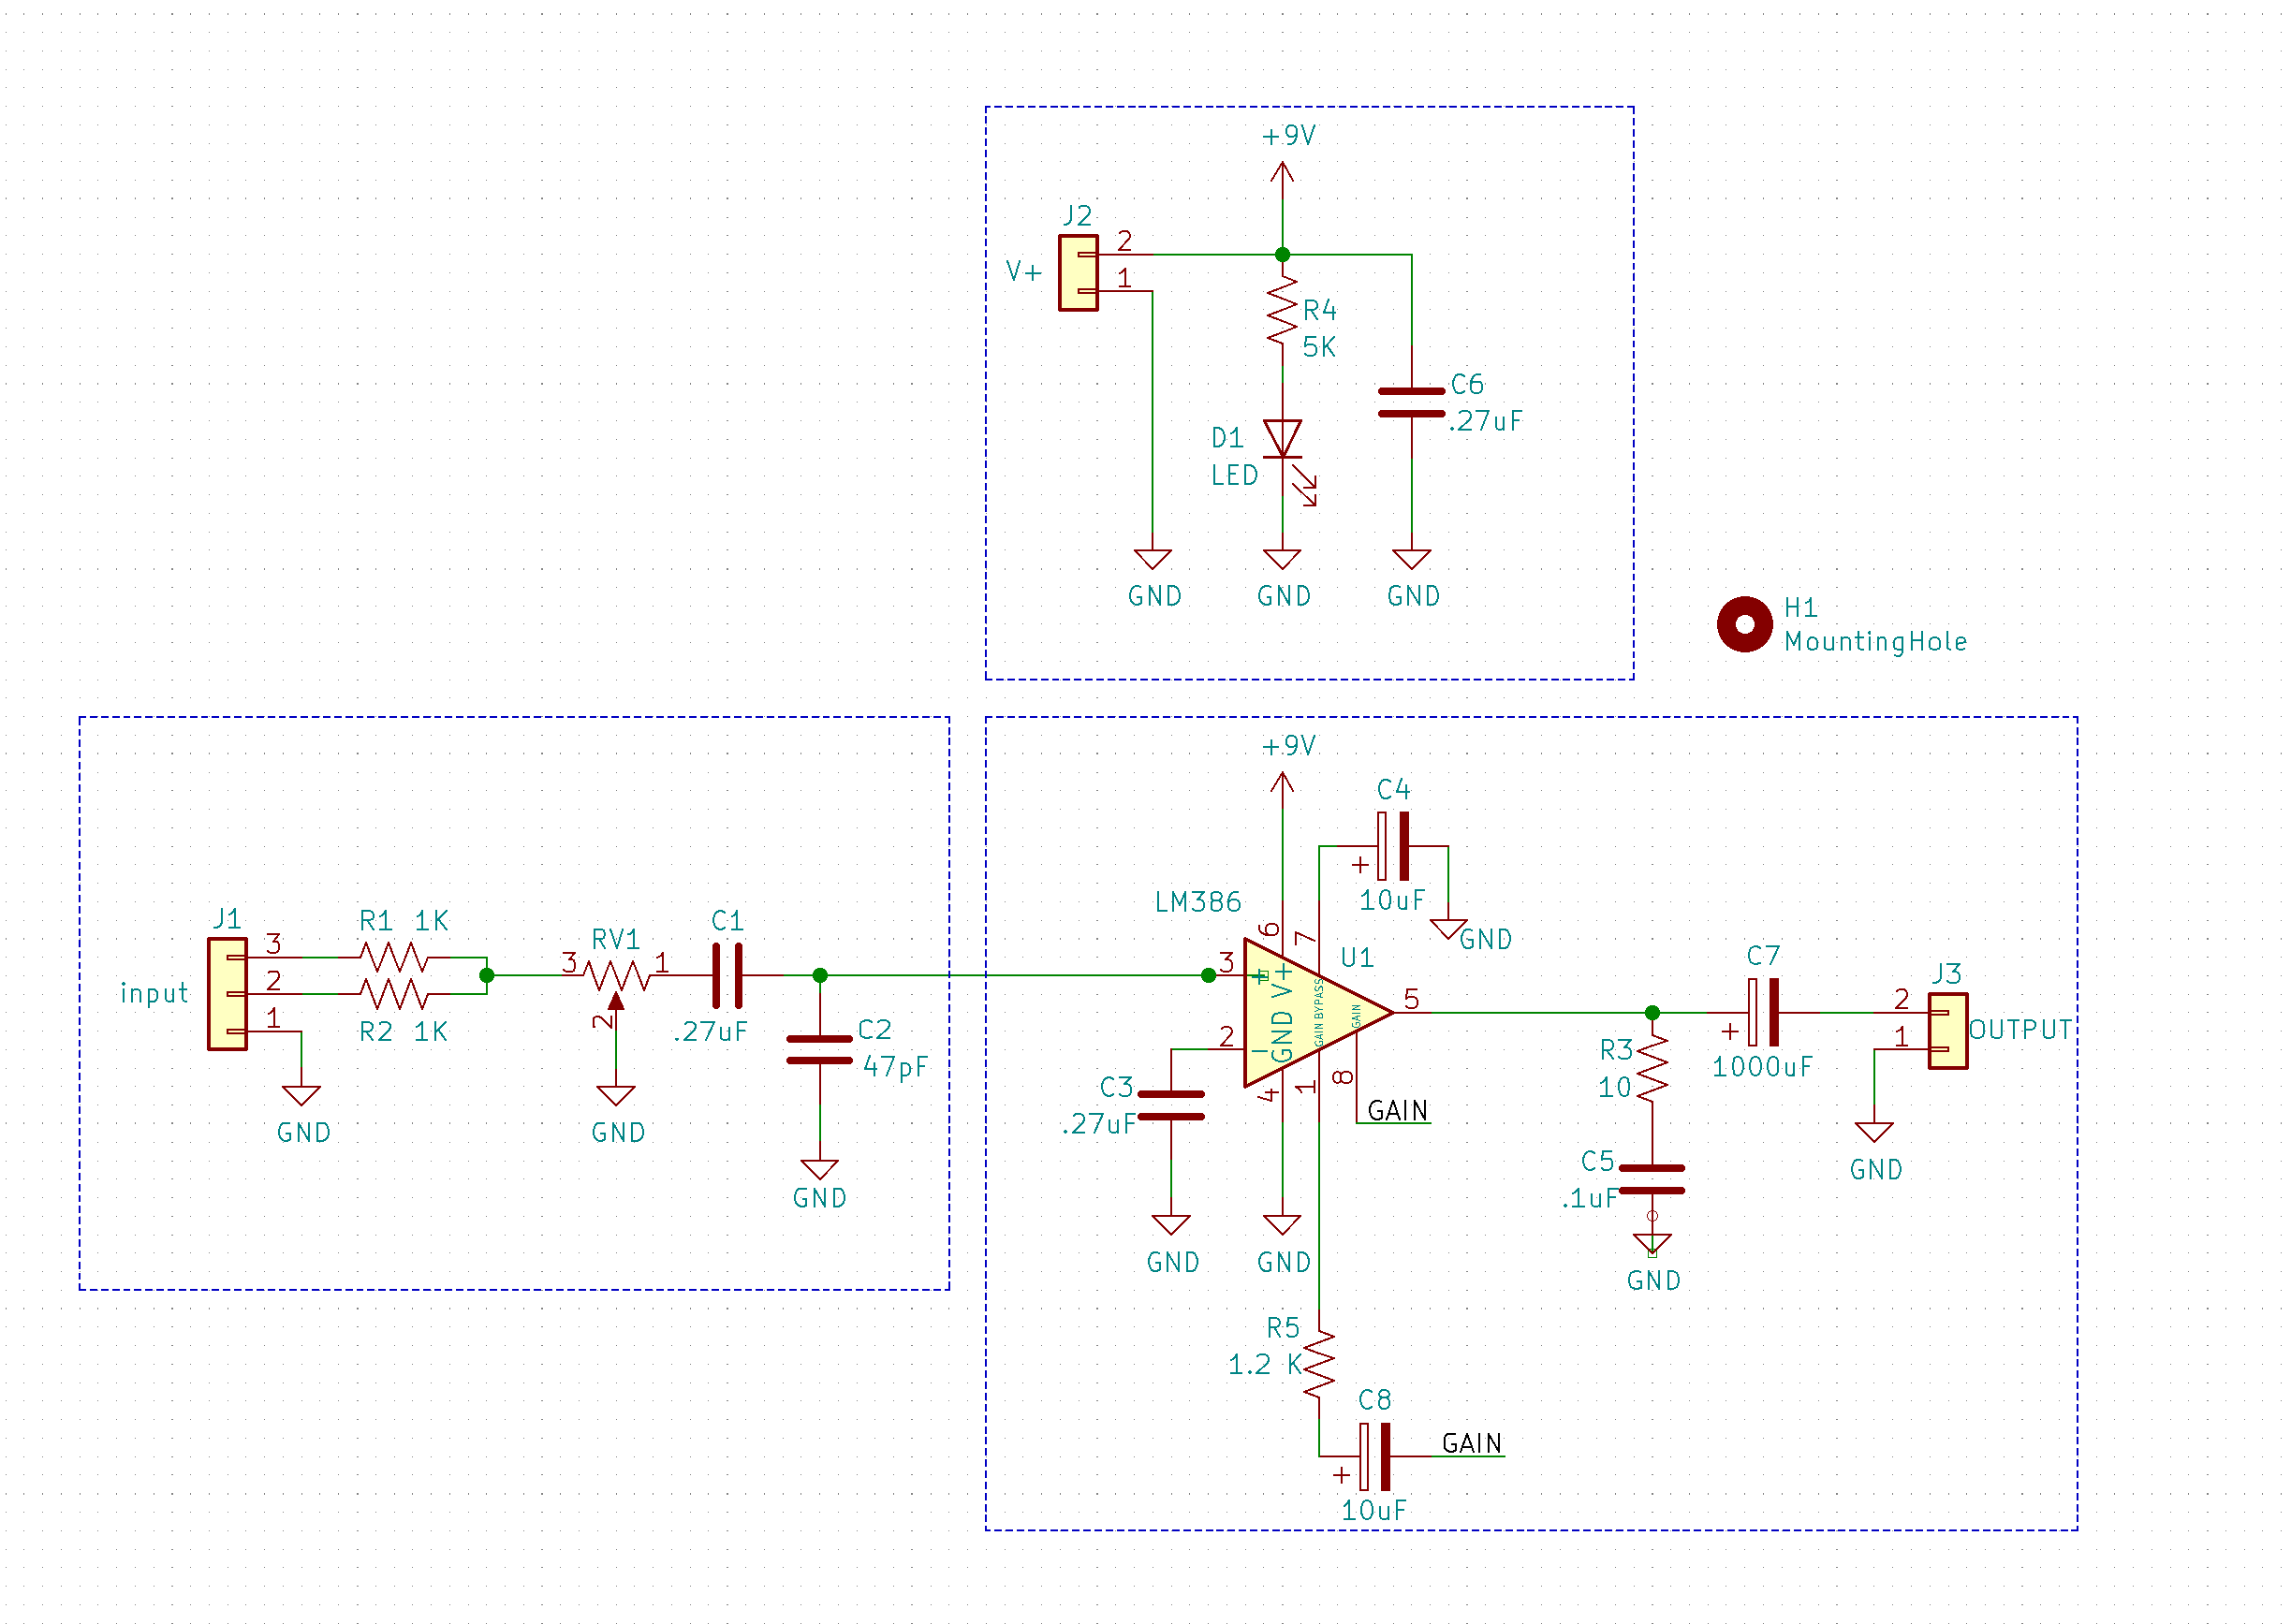 +9V
J2
2
V+
1
R4
5K
C6
.27uF
D1
LED
GND
GND
GND
H1
MountingHole
J1
R1 1K
3
2
1
input
R2 1K
GND
RV1
3
1
2
GND
C1
.27uF
C2
47pF
GND
+9V
C4
10uF
GND
LM386
U1
6
7
3
2
4
1
8
5
+
V+
GND
GAIN
BYPASS
GAIN
GAIN
C3
.27uF
GND
GND
R5
1.2 K
C8
10uF
GAIN
R3
10
C5
.1uF
GND
C7
1000uF
J3
2
1
OUTPUT
GND